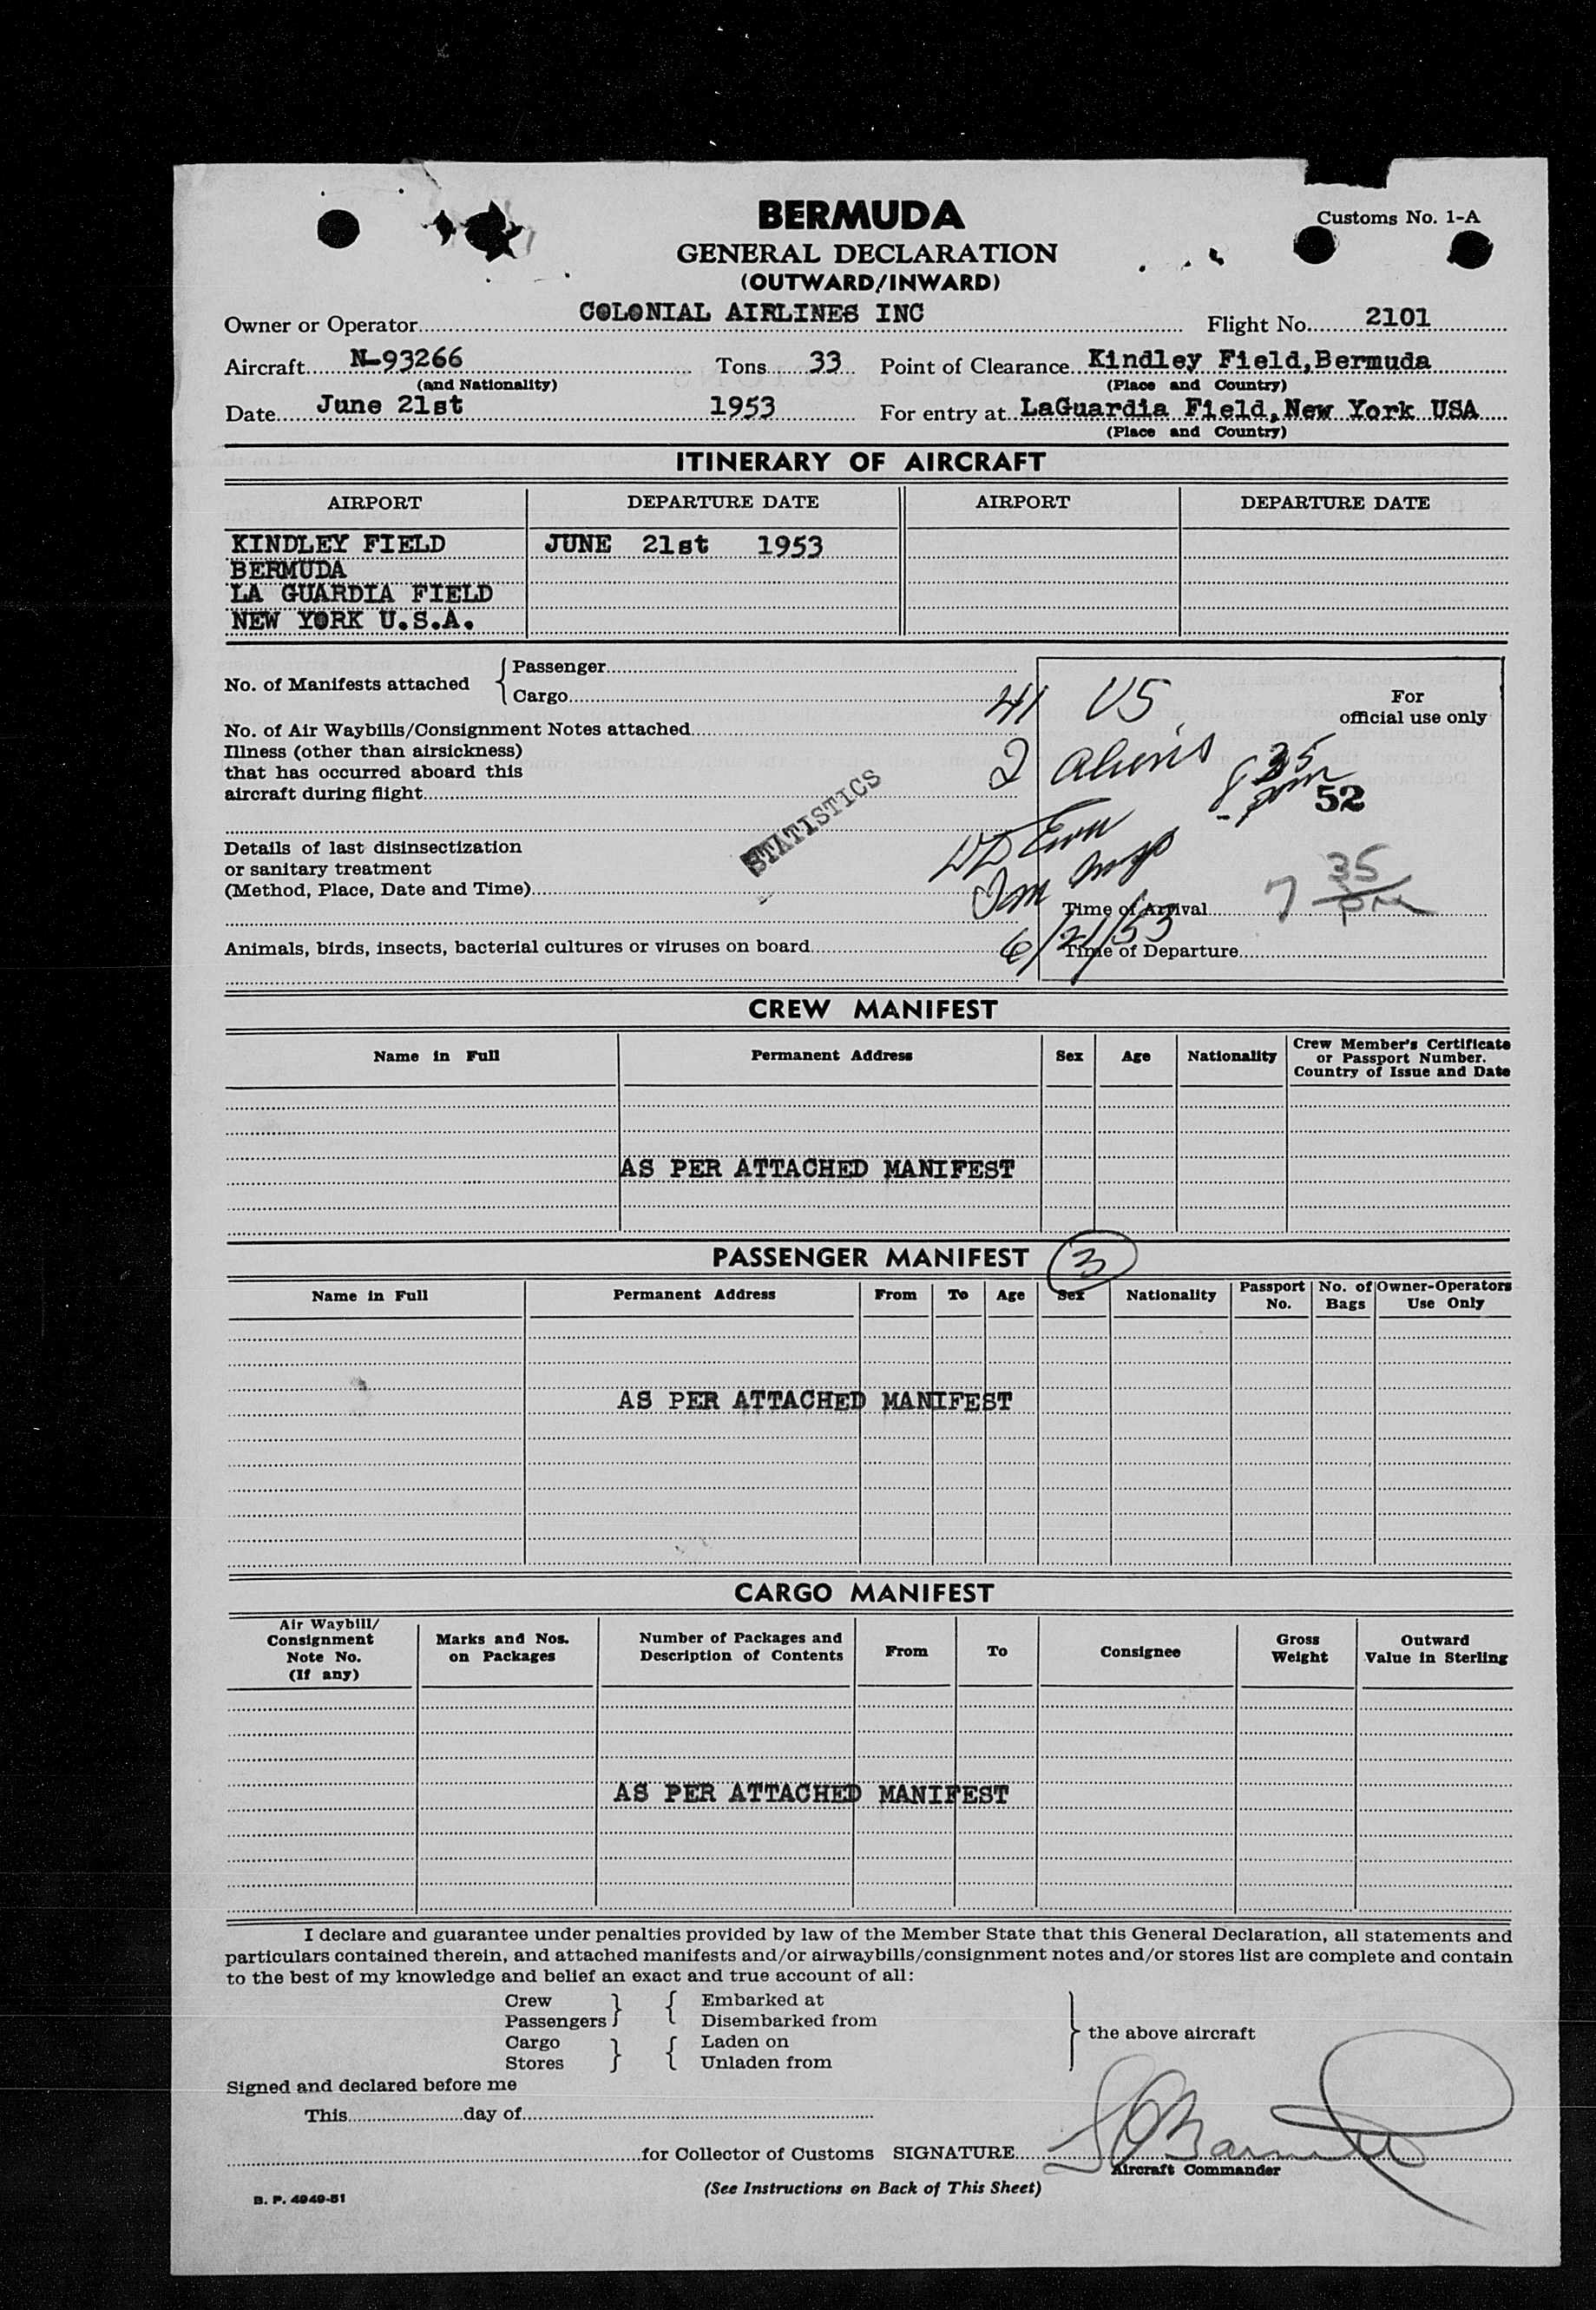 BERMUDA
Customs No. 1-A
GENERAL DECLARATION
(OUTWARD/INWARD)
Owner or Operator COLONIAL AIRLINES INC Flight No. 2101
Aircraft N-93266 Tons 33 Point of Clearance Kindley Field, Bermuda
(and Nationality) (Place and Country)
Date June 21st 1953 For entry at LaGuardia Field, New York USA
(Place and Country)
ITINERARY OF AIRCRAFT
AIRPORT DEPARTURE DATE AIRPORT DEPARTURE DATE
KINDLEY FIELD JUNE 21st 1953
BERMUDA
LA GUARDIA FIELD
NEW YORK U.S.A.
No. of Manifests attached { Passenger
Cargo
41 US
For official use only
No. of Air Waybills/Consignment Notes attached
Illness (other than airsickness)
that has occurred aboard this
aircraft during flight
2 Aliens
8 35 pm
52
STATISTICS
Details of last disinsectization
or sanitary treatment
(Method, Place, Date and Time)
Time of Arrival 7 35 pm
Animals, birds, insects, bacterial cultures or viruses on board
6/21/53
Time of Departure
CREW MANIFEST
Name in Full Permanent Address Sex Age Nationality Crew Member's Certificate or Passport Number. Country of Issue and Date
AS PER ATTACHED MANIFEST
PASSENGER MANIFEST 3
Name in Full Permanent Address From To Age Sex Nationality Passport No. No. of Bags Owner-Operators Use Only
AS PER ATTACHED MANIFEST
CARGO MANIFEST
Air Waybill/ Consignment Note No. (If any) Marks and Nos. on Packages Number of Packages and Description of Contents From To Consignee Gross Weight Outward Value in Sterling
AS PER ATTACHED MANIFEST
I declare and guarantee under penalties provided by law of the Member State that this General Declaration, all statements and
particulars contained therein, and attached manifests and/or airwaybills/consignment notes and/or stores list are complete and contain
to the best of my knowledge and belief an exact and true account of all:
Crew } { Embarked at
Passengers Disembarked from
Cargo } { Laden on
Stores Unladen from
} the above aircraft
Signed and declared before me
This day of
for Collector of Customs SIGNATURE
Aircraft Commander
(See Instructions on Back of This Sheet)
B. P. 4940-51